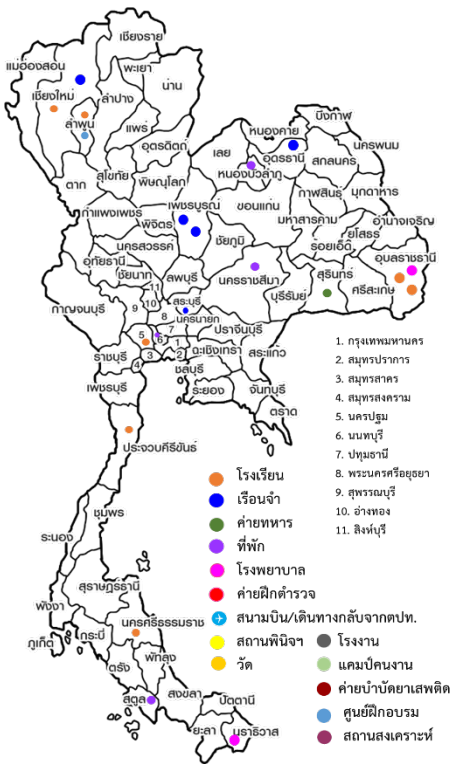 เชียงราย
แม่ฮ่องสอน
พะเยา
น่าน
เชียงใหม่
ลำปาง
ลำพูน
แพร่
อุตรดิตถ์
ตาก
สุโขทัย
พิษณุโลก
กำแพงเพชร
พิจิตร
เพชรบูรณ์
นครสวรรค์
อุทัยธานี
ชัยนาท
ลพบุรี
ชัยภูมิ
เลย
หนองคาย
บึงกาฬ
อุดรธานี
หนองบัวลำภู
สกลนคร
นครพนม
ขอนแก่น
กาฬสินธุ์
มุกดาหาร
มหาสารคาม
ร้อยเอ็ด
ยโสธร
อำนาจเจริญ
อุบลราชธานี
นครราชสีมา
บุรีรัมย์
สุรินทร์
ศรีสะเกษ
กาญจนบุรี
สระบุรี
นครนายก
ปราจีนบุรี
ฉะเชิงเทรา
สระแก้ว
ราชบุรี
ชลบุรี
เพชรบุรี
ระยอง
จันทบุรี
ตราด
11
10
9
8
7
5
6
1
3
2
4
ประจวบคีรีขันธ์
ชุมพร
ระนอง
สุราษฎร์ธานี
พังงา
ภูเก็ต
กระบี่
นครศรีธรรมราช
ตรัง
พัทลุง
สตูล
สงขลา
ปัตตานี
ยะลา
นราธิวาส
1. กรุงเทพมหานคร
2. สมุทรปราการ
3. สมุทรสาคร
4. สมุทรสงคราม
5. นครปฐม
6. นนทบุรี
7. ปทุมธานี
8. พระนครศรีอยุธยา
9. สุพรรณบุรี
10. อ่างทอง
11. สิงห์บุรี
โรงเรียน
เรือนจำ
ค่ายทหาร
ที่พัก
โรงพยาบาล
ค่ายฝึกตำรวจ
สนามบิน/เดินทางกลับจากตปท.
สถานพินิจฯ
วัด
โรงงาน
แคมป์คนงาน
ค่ายบำบัดยาเสพติด
ศูนย์ฝึกอบรม
สถานสงเคราะห์